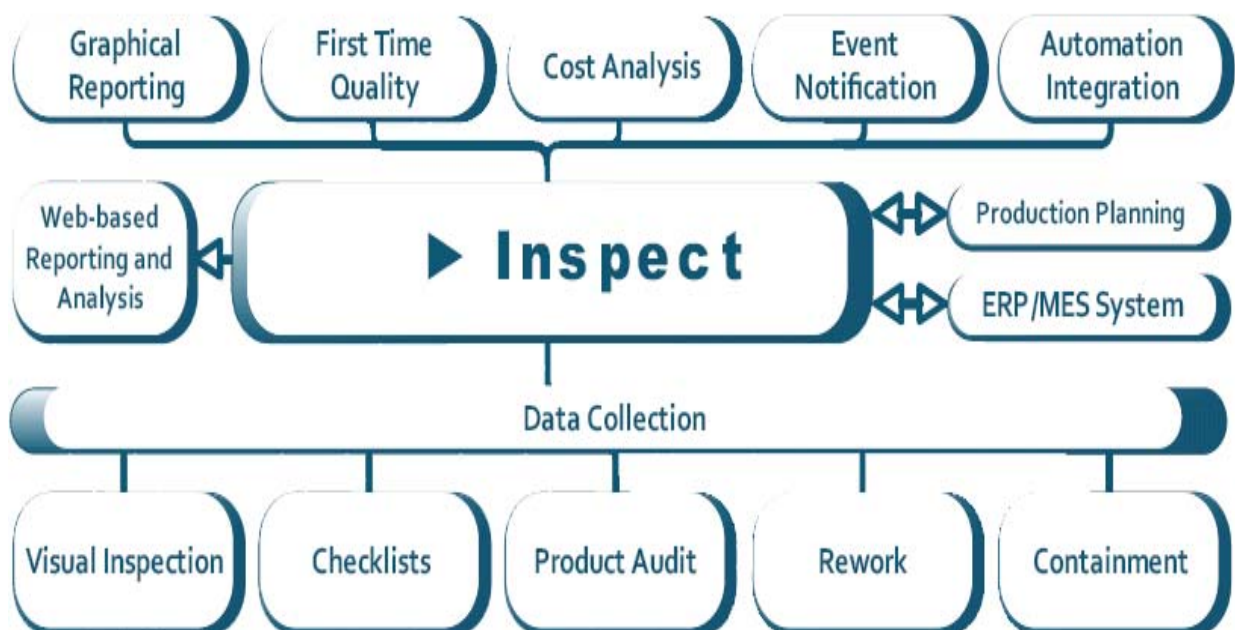 Graphical
Reporting
First Time
Quality
Cost Analysis
Event
Notification
Automation
Integration
Web-based
Reporting and
Analysis
Inspect
Production Planning
ERP/MES System
Data Collection
Visual Inspection
Checklists
Product Audit
Rework
Containment